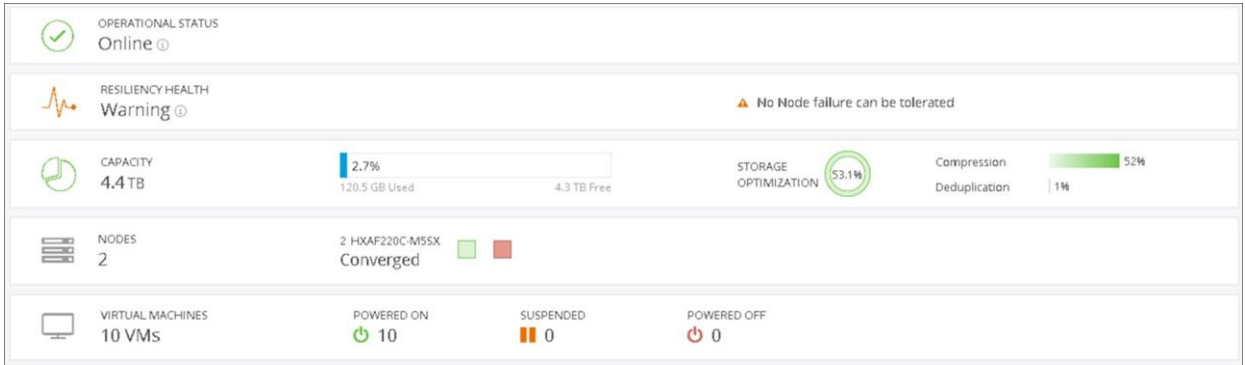 OPERATIONAL STATUS
Online
RESILIENCY HEALTH
Warning
No Node failure can be tolerated
CAPACITY
4.4 TB
2.7%
120.5 GB Used
4.3 TB Free
STORAGE
OPTIMIZATION
53.1%
Compression
52%
Deduplication
1%
NODES
2
2 HXAF220C-M5SX
Converged
VIRTUAL MACHINES
10 VMs
POWERED ON
10
SUSPENDED
0
POWERED OFF
0